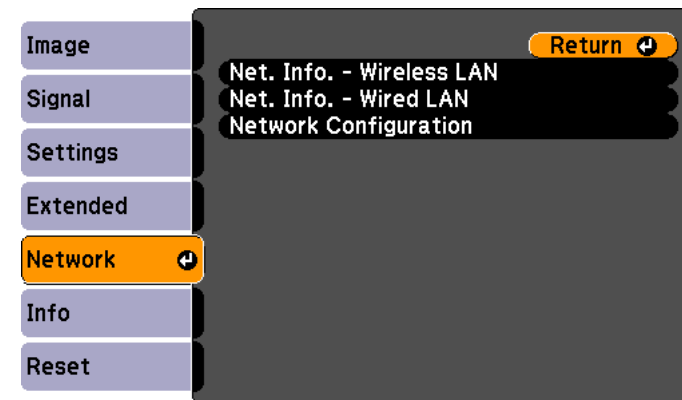 Image
Signal
Settings
Extended
Network
Info
Reset
Return
Net. Info. - Wireless LAN
Net. Info. - Wired LAN
Network Configuration